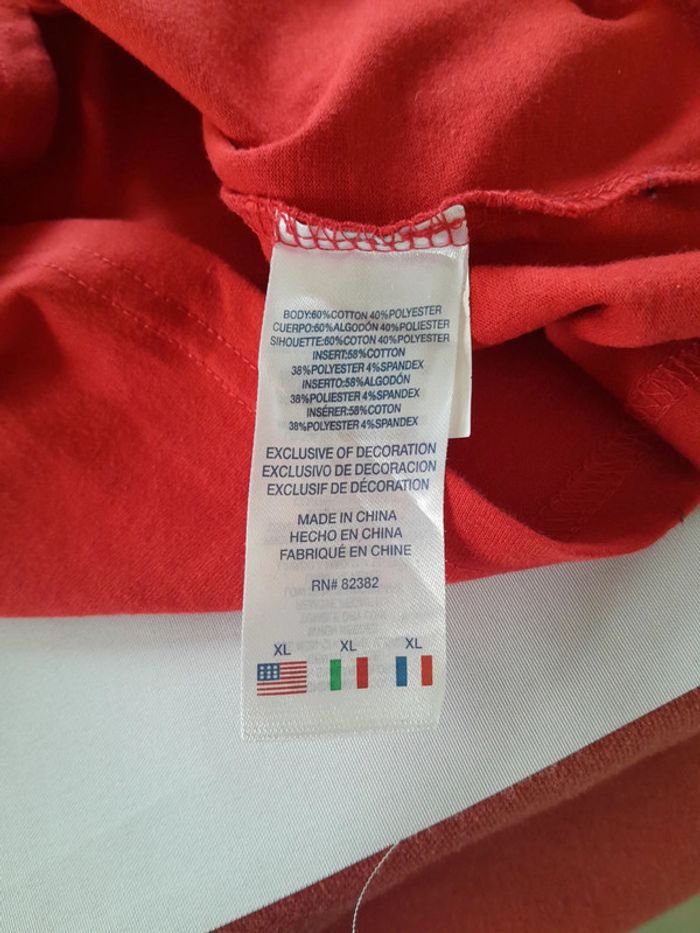 BODY:60%COTTON 40%POLYESTER
CUERPO:60%ALGODÓN 40%POLIESTER
SIHOUETTE:60%COTON 40%POLYESTER
INSERT:58%COTTON
38%POLYESTER 4%SPANDEX
INSERTO:58%ALGODÓN
38%POLIESTER 4%SPANDEX
INSÉRER:58%COTON
38%POLYESTER 4%SPANDEX
EXCLUSIVE OF DECORATION
EXCLUSIVO DE DECORACION
EXCLUSIF DE DÉCORATION
MADE IN CHINA
HECHO EN CHINA
FABRIQUÉ EN CHINE
RN# 82382
XL XL XL